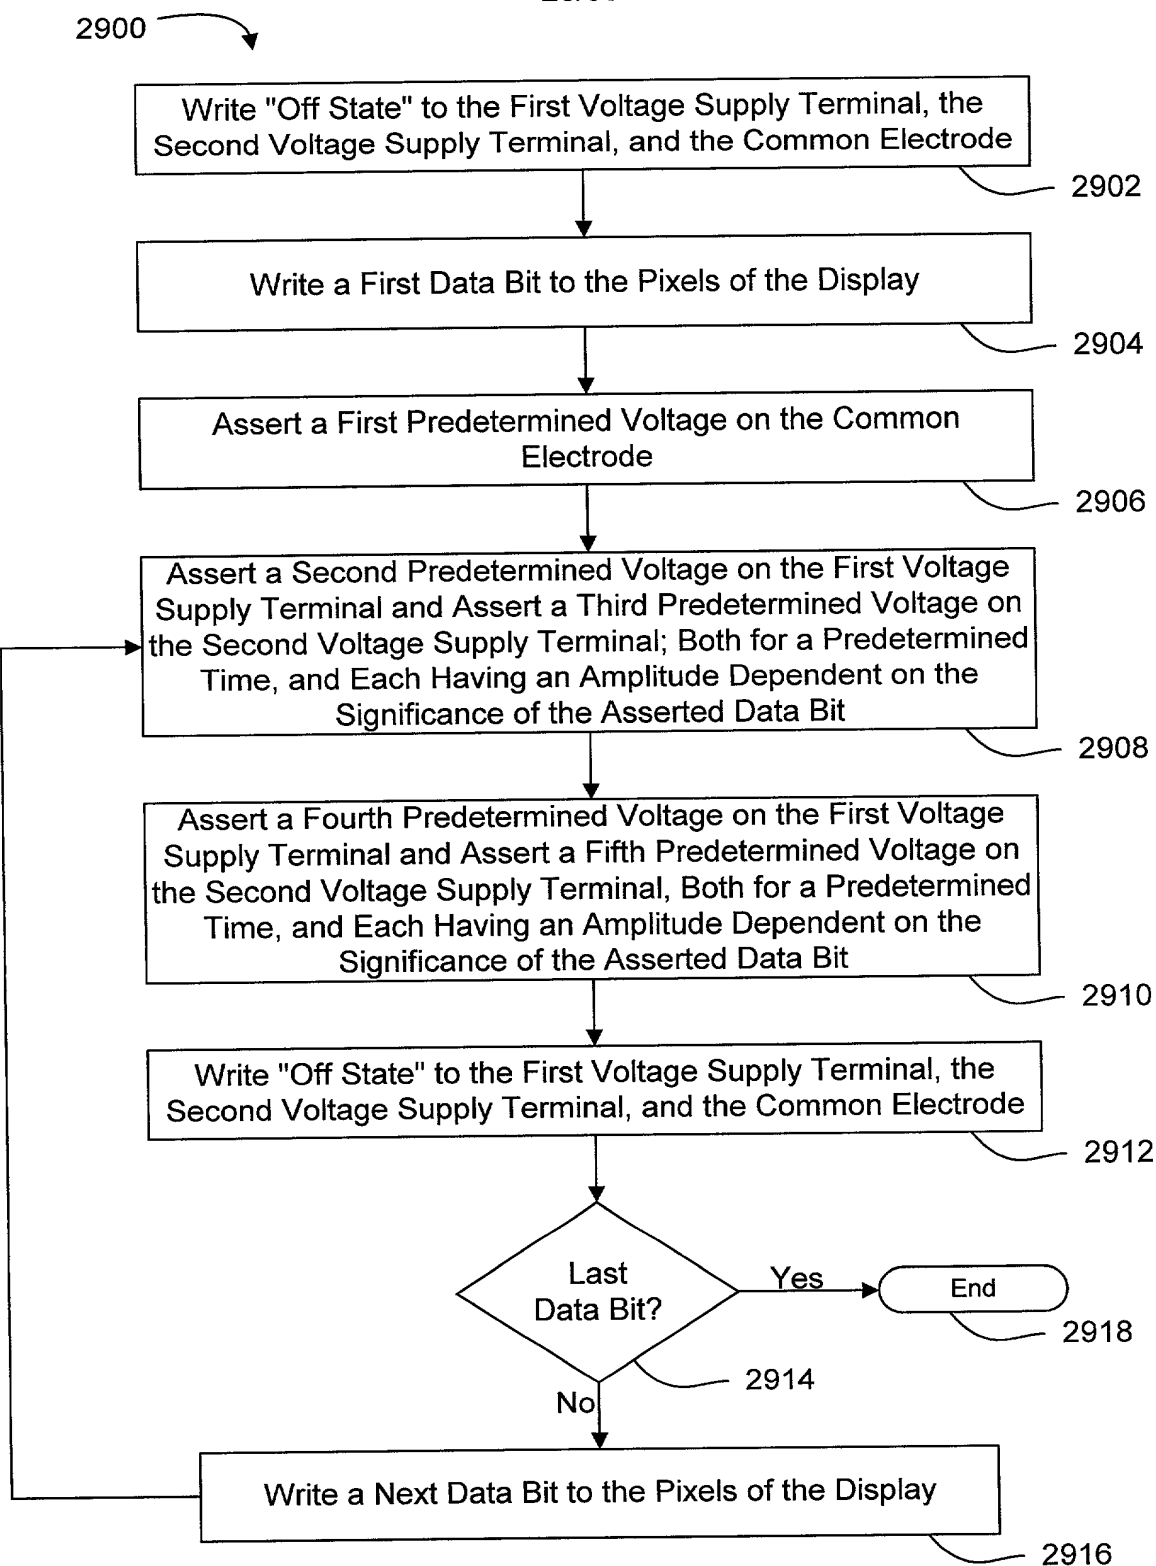 2900
Write "Off State" to the First Voltage Supply Terminal, the
Second Voltage Supply Terminal, and the Common Electrode
2902
Write a First Data Bit to the Pixels of the Display
2904
Assert a First Predetermined Voltage on the Common
Electrode
2906
Assert a Second Predetermined Voltage on the First Voltage
Supply Terminal and Assert a Third Predetermined Voltage on
the Second Voltage Supply Terminal; Both for a Predetermined
Time, and Each Having an Amplitude Dependent on the
Significance of the Asserted Data Bit
2908
Assert a Fourth Predetermined Voltage on the First Voltage
Supply Terminal and Assert a Fifth Predetermined Voltage on
the Second Voltage Supply Terminal, Both for a Predetermined
Time, and Each Having an Amplitude Dependent on the
Significance of the Asserted Data Bit
2910
Write "Off State" to the First Voltage Supply Terminal, the
Second Voltage Supply Terminal, and the Common Electrode
2912
Last
Data Bit?
Yes
End
2918
2914
No
Write a Next Data Bit to the Pixels of the Display
2916